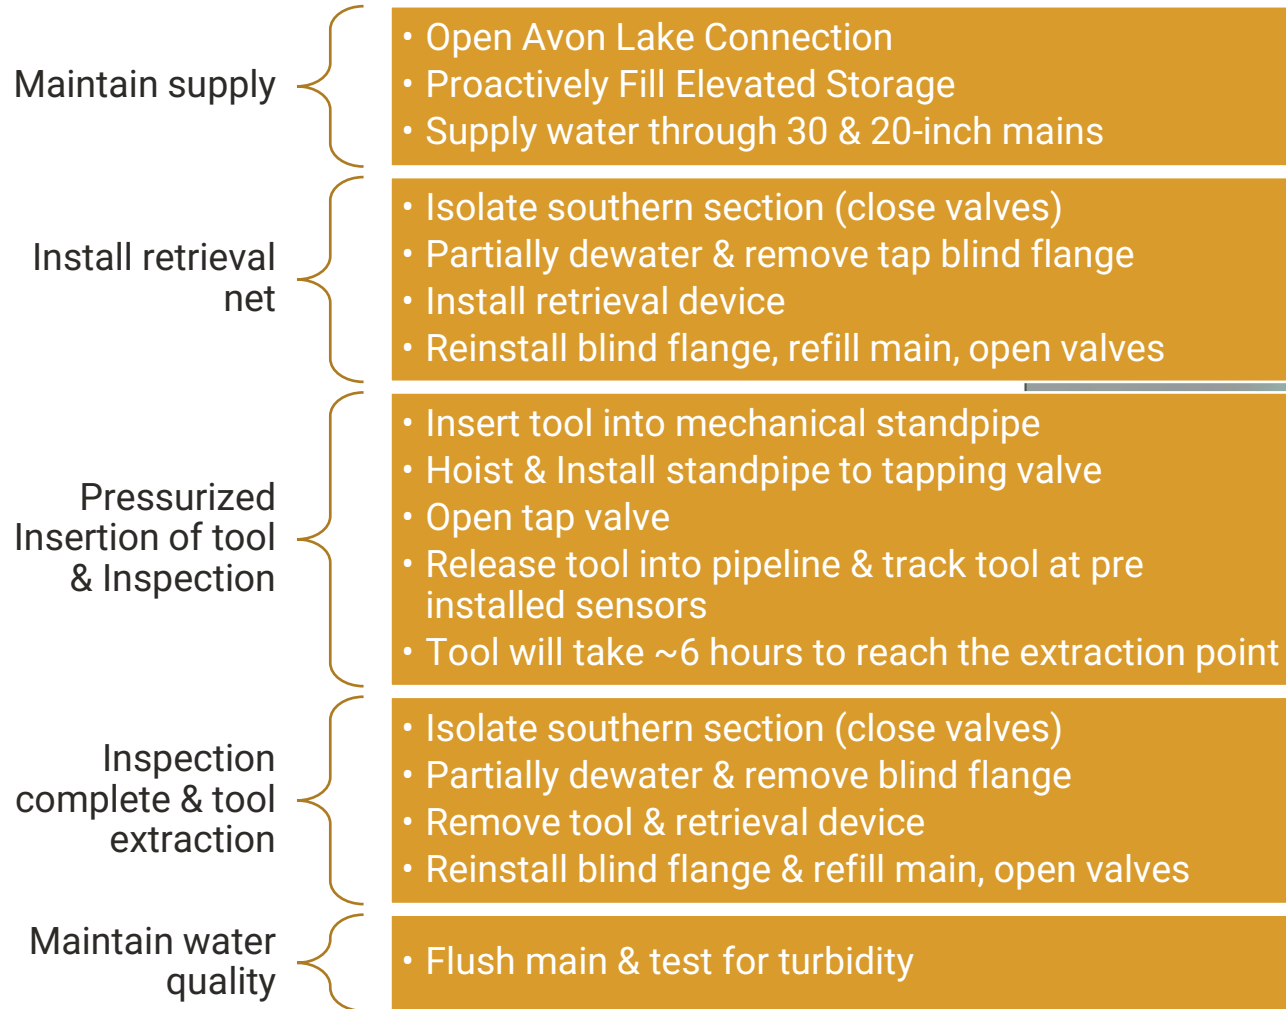 Maintain supply
• Open Avon Lake Connection
• Proactively Fill Elevated Storage
• Supply water through 30 & 20-inch mains
Install retrieval
net
• Isolate southern section (close valves)
• Partially dewater & remove tap blind flange
• Install retrieval device
• Reinstall blind flange, refill main, open valves
Pressurized
Insertion of tool
& Inspection
• Insert tool into mechanical standpipe
• Hoist & Install standpipe to tapping valve
• Open tap valve
• Release tool into pipeline & track tool at pre
installed sensors
• Tool will take ~6 hours to reach the extraction point
Inspection
complete & tool
extraction
• Isolate southern section (close valves)
• Partially dewater & remove blind flange
• Remove tool & retrieval device
• Reinstall blind flange & refill main, open valves
Maintain water
quality
• Flush main & test for turbidity